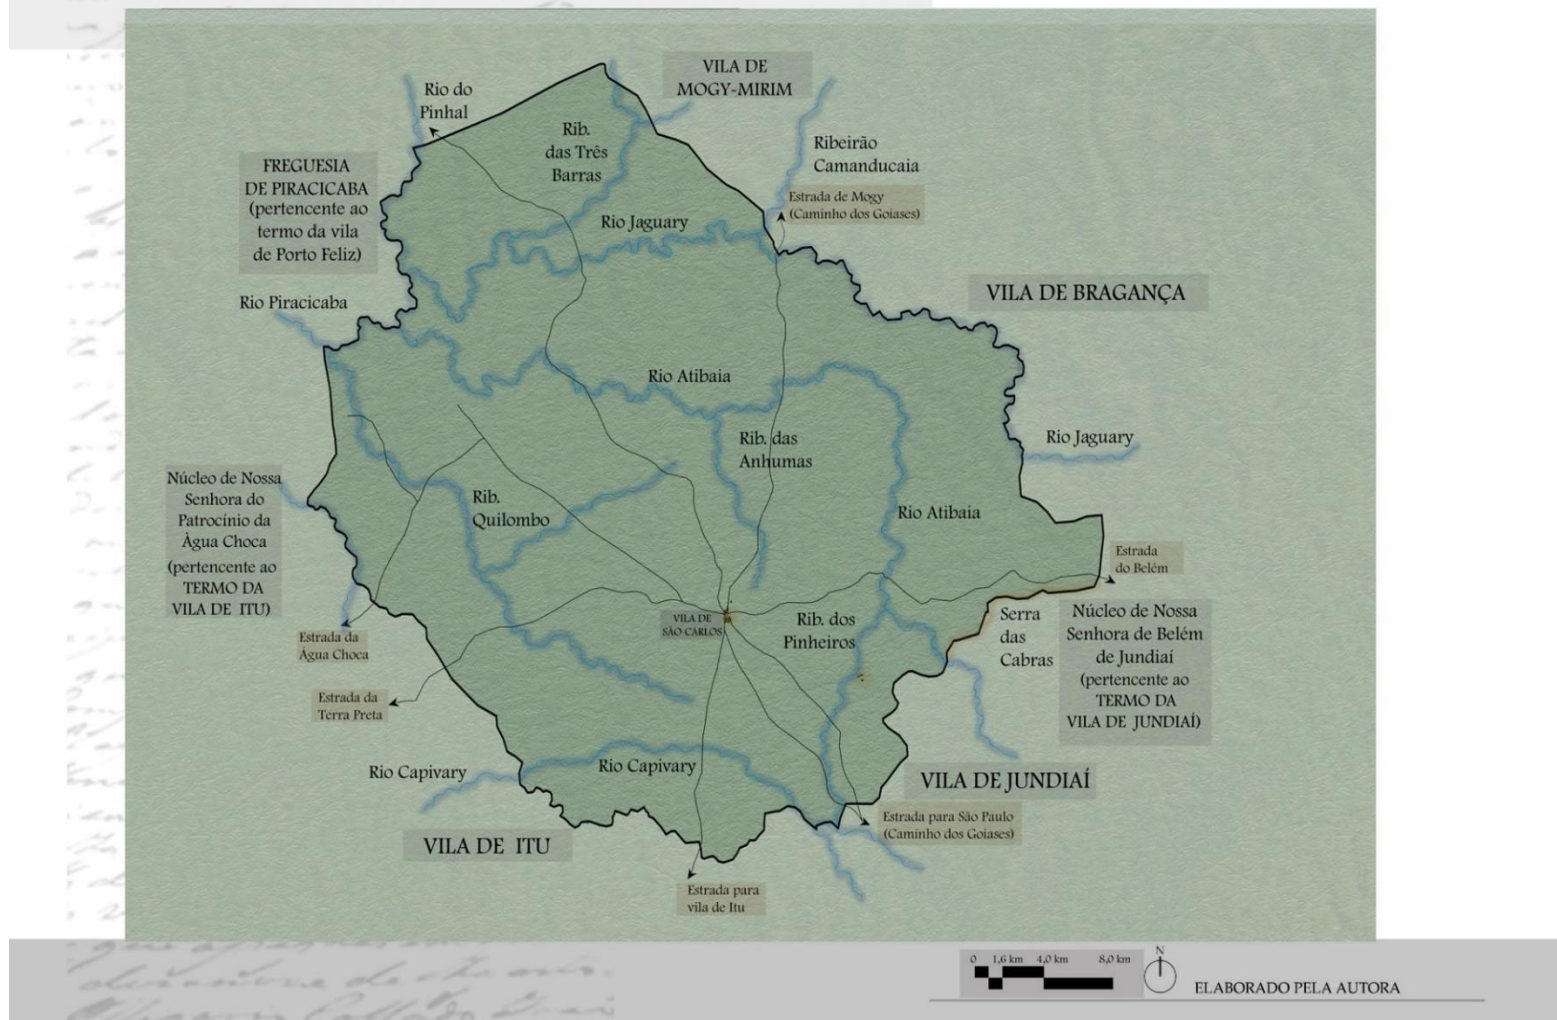 VILA DE
MOGY-MIRIM
Rio do
Pinhal
Rib.
das Três
Barras
Ribeirão
Camanducaia
FREGUESIA
DE PIRACICABA
(pertencente ao
termo da vila
de Porto Feliz)
Estrada de Mogy
(Caminho dos Goiases)
Rio Jaguary
VILA DE BRAGANÇA
Rio Piracicaba
Rio Atibaia
Rib. das
Anhumas
Rio Jaguary
Núcleo de Nossa
Senhora do
Patrocínio da
Àgua Choca
(pertencente ao
TERMO DA
VILA DE ITU)
Rib.
Quilombo
Rio Atibaia
Estrada
do Belém
VILA DE
SÃO CARLOS
Rib. dos
Pinheiros
Serra
das
Cabras
Núcleo de Nossa
Senhora de Belém
de Jundiaí
(pertencente ao
TERMO DA
VILA DE JUNDIAÍ)
Estrada da
Água Choca
Estrada da
Terra Preta
Rio Capivary
Rio Capivary
VILA DE JUNDIAÍ
Estrada para São Paulo
(Caminho dos Goiases)
VILA DE ITU
Estrada para
vila de Itu
0 1,6 km 4,0 km 8,0 km
N
ELABORADO PELA AUTORA